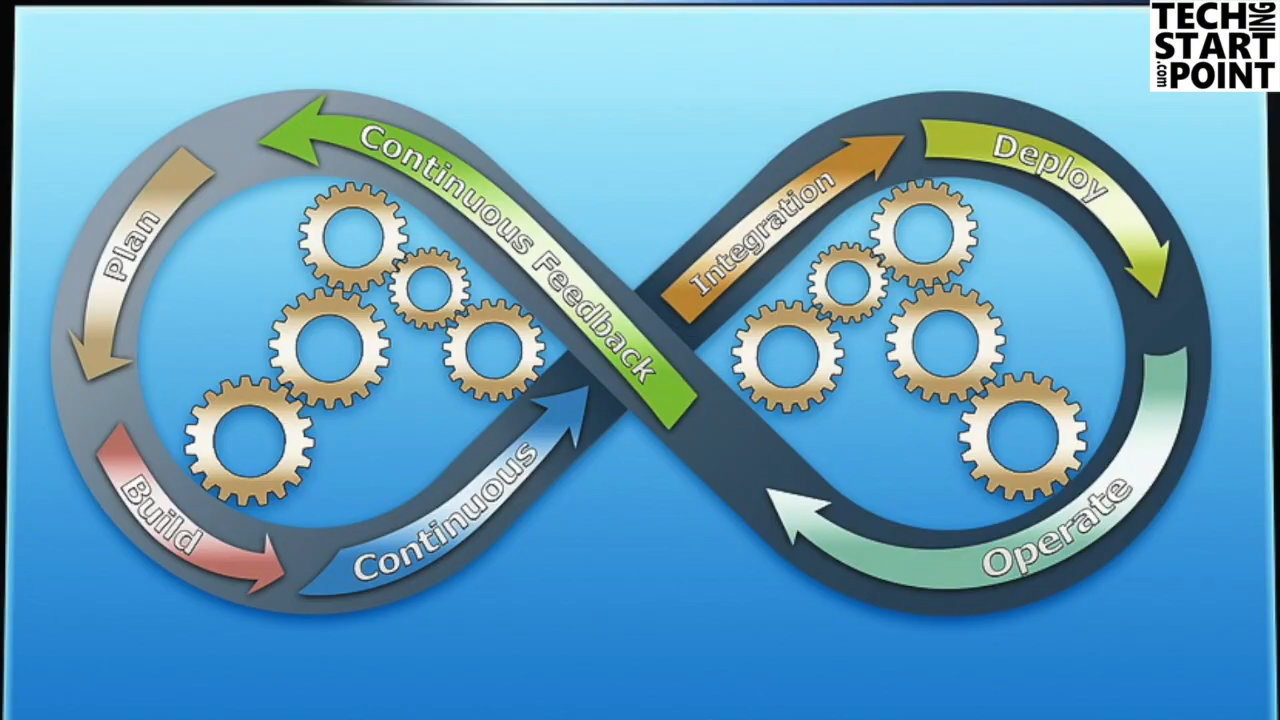 TECH
START
POINT
ING
.com
Continuous Feedback
Plan
Build
Continuous
Integration
Deploy
Operate